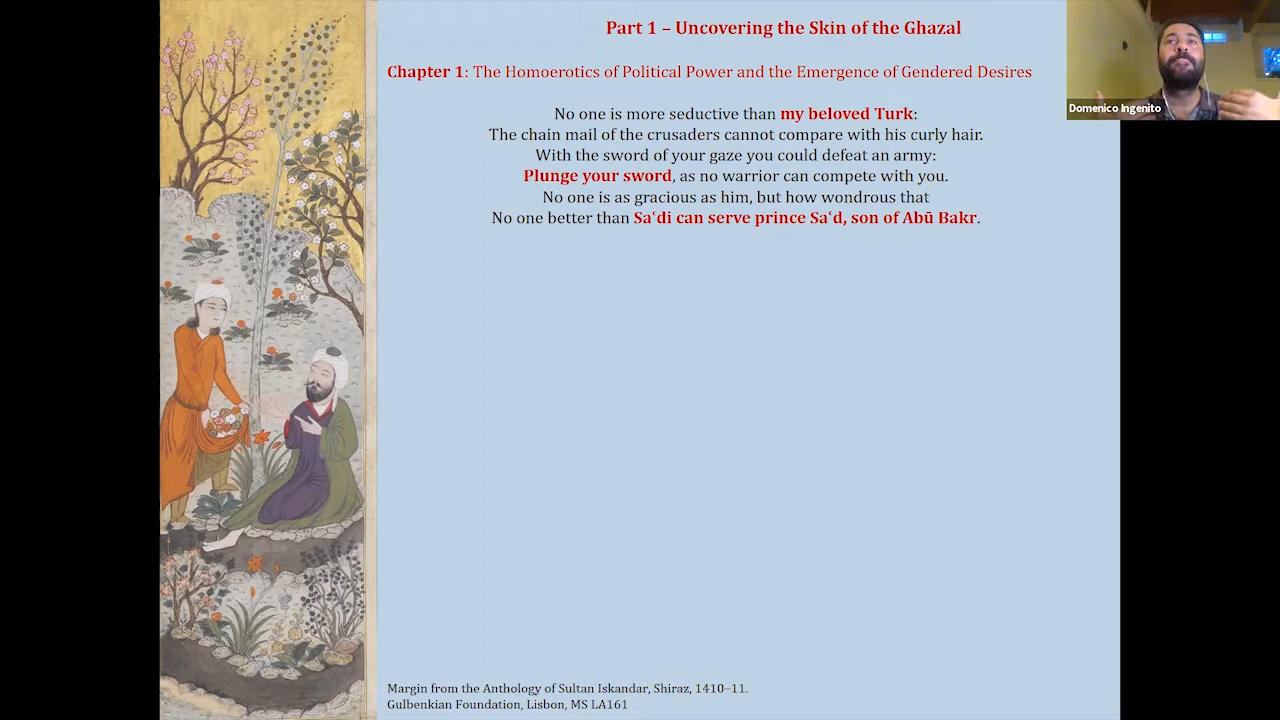 Part 1 – Uncovering the Skin of the Ghazal
Chapter 1: The Homoerotics of Political Power and the Emergence of Gendered Desires
No one is more seductive than my beloved Turk:
The chain mail of the crusaders cannot compare with his curly hair.
With the sword of your gaze you could defeat an army:
Plunge your sword, as no warrior can compete with you.
No one is as gracious as him, but how wondrous that
No one better than Saʿdi can serve prince Saʿd, son of Abū Bakr.
Margin from the Anthology of Sultan Iskandar, Shiraz, 1410–11.
Gulbenkian Foundation, Lisbon, MS LA161
Domenico Ingenito